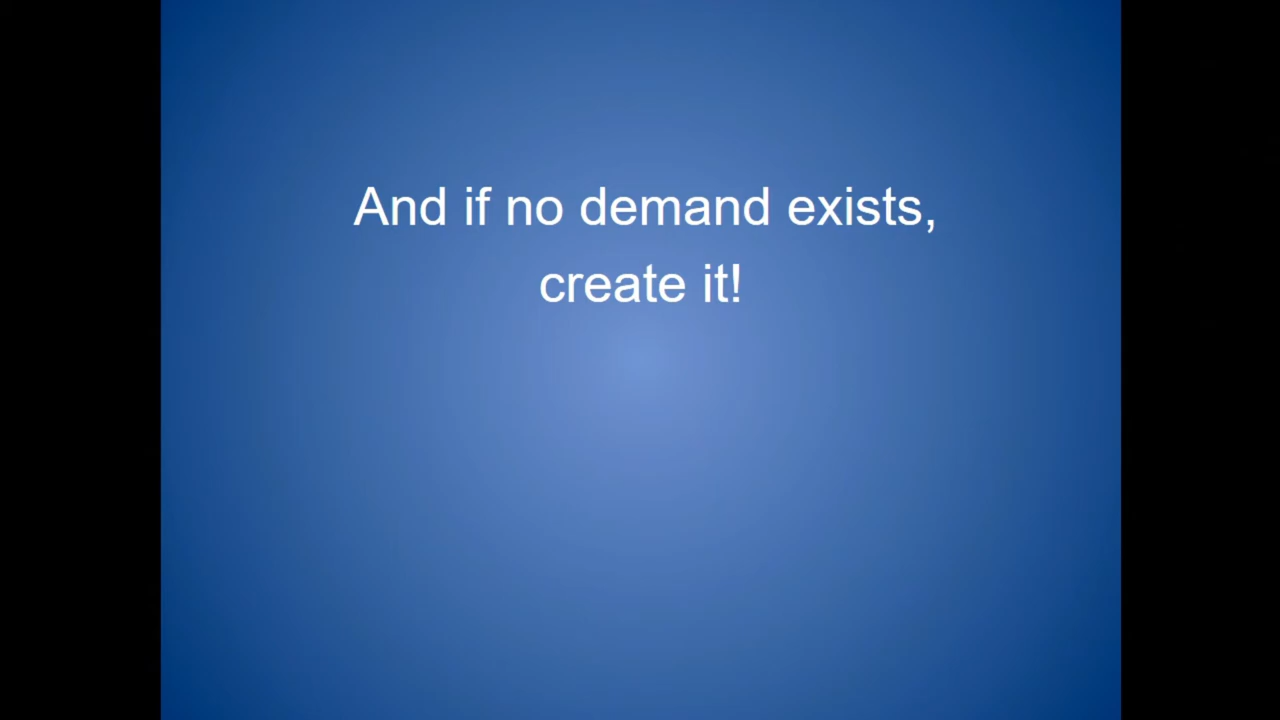 And if no demand exists,
create it!